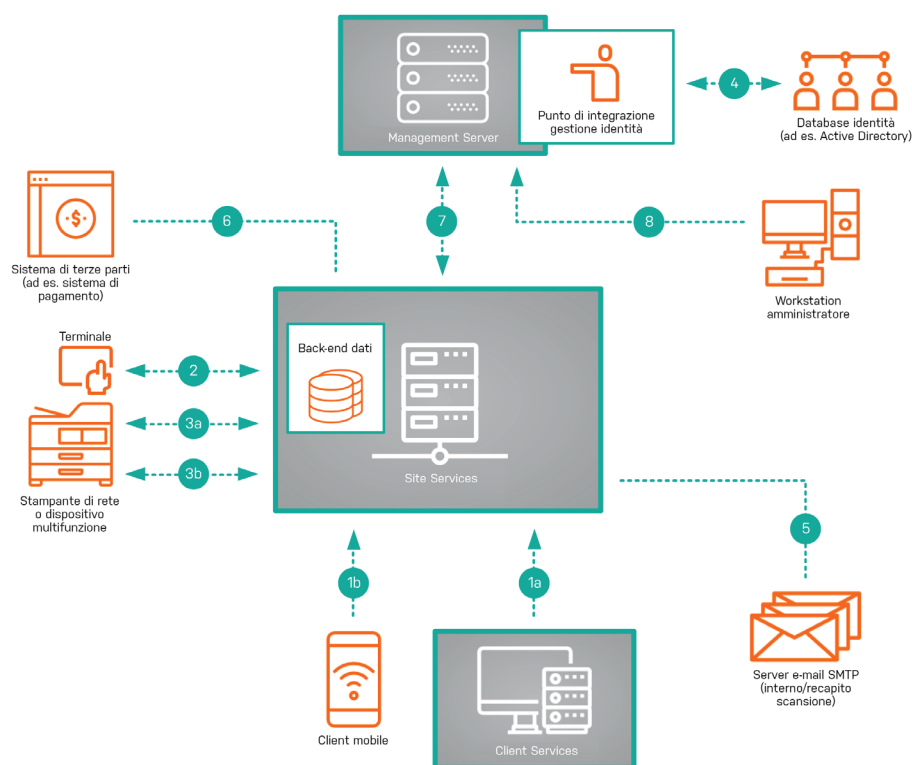 Management Server
Punto di integrazione
gestione identità
4
Database identità
(ad es. Active Directory)
6
7
8
Sistema di terze parti
(ad es. sistema di
pagamento)
Workstation
amministratore
Terminale
2
3a
3b
Stampante di rete
o dispositivo
multifunzione
Back-end dati
Site Services
5
1b
1a
Server e-mail SMTP
(interno/recapito
scansione)
Client mobile
Client Services